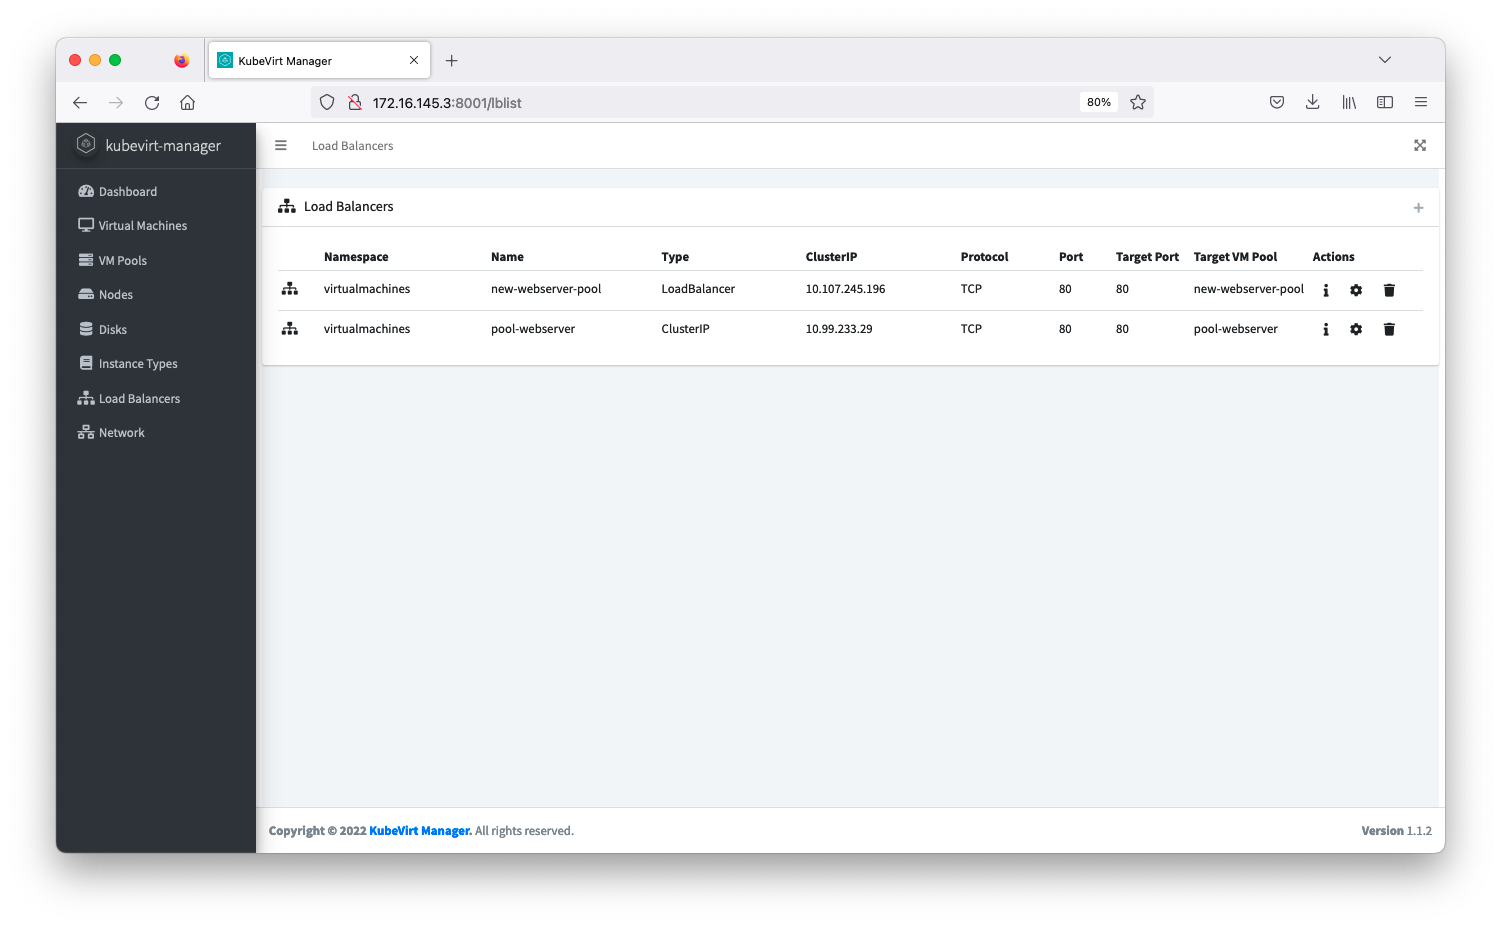 KubeVirt Manager
172.16.145.3:8001/lblist
80%
kubevirt-manager
Load Balancers
Dashboard
Virtual Machines
VM Pools
Nodes
Disks
Instance Types
Load Balancers
Network
Load Balancers
Namespace Name Type ClusterIP Protocol Port Target Port Target VM Pool Actions
virtualmachines new-webserver-pool LoadBalancer 10.107.245.196 TCP 80 80 new-webserver-pool
virtualmachines pool-webserver ClusterIP 10.99.233.29 TCP 80 80 pool-webserver
Copyright © 2022 KubeVirt Manager. All rights reserved.
Version 1.1.2